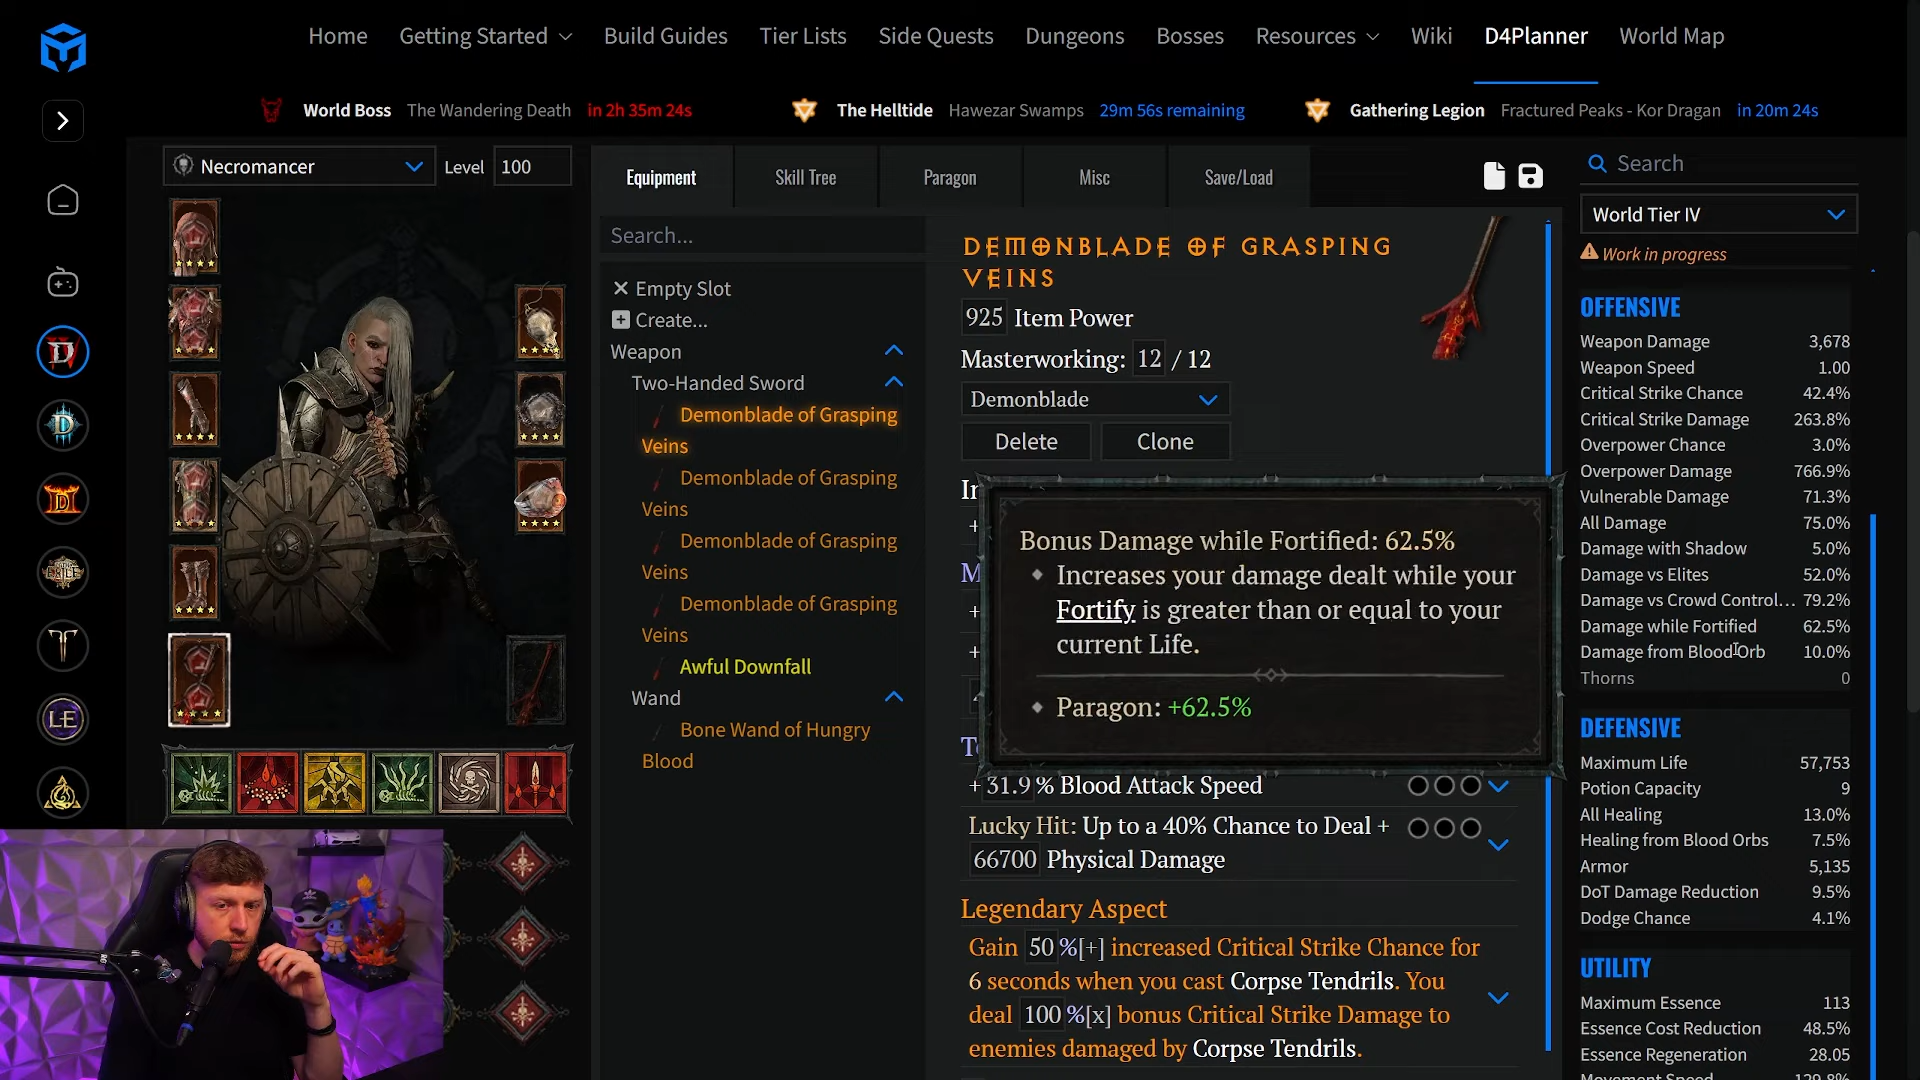 Home
Getting Started
Build Guides
Tier Lists
Side Quests
Dungeons
Bosses
Resources
Wiki
D4Planner
World Map
World Boss The Wandering Death in 2h 35m 24s
The Helltide Hawezar Swamps 29m 56s remaining
Gathering Legion Fractured Peaks - Kor Dragan in 20m 24s
Necromancer
Level 100
Equipment
Skill Tree
Paragon
Misc
Save/Load
Search...
Empty Slot
Create...
Weapon
Two-Handed Sword
Demonblade of Grasping
Veins
Demonblade of Grasping
Veins
Demonblade of Grasping
Veins
Demonblade of Grasping
Veins
Awful Downfall
Wand
Bone Wand of Hungry
Blood
DEMONBLADE OF GRASPING
VEINS
925 Item Power
Masterworking: 12 / 12
Demonblade
Delete
Clone
Bonus Damage while Fortified: 62.5%
Increases your damage dealt while your
Fortify is greater than or equal to your
current Life.
Paragon: +62.5%
+ 31.9 % Blood Attack Speed
Lucky Hit: Up to a 40% Chance to Deal +
66700 Physical Damage
Legendary Aspect
Gain 50 %[+] increased Critical Strike Chance for
6 seconds when you cast Corpse Tendrils. You
deal 100 %[x] bonus Critical Strike Damage to
enemies damaged by Corpse Tendrils.
Search
World Tier IV
Work in progress
OFFENSIVE
Weapon Damage 3,678
Weapon Speed 1.00
Critical Strike Chance 42.4%
Critical Strike Damage 263.8%
Overpower Chance 3.0%
Overpower Damage 766.9%
Vulnerable Damage 71.3%
All Damage 75.0%
Damage with Shadow 5.0%
Damage vs Elites 52.0%
Damage vs Crowd Control... 79.2%
Damage while Fortified 62.5%
Damage from Blood Orb 10.0%
Thorns 0
DEFENSIVE
Maximum Life 57,753
Potion Capacity 9
All Healing 13.0%
Healing from Blood Orbs 7.5%
Armor 5,135
DoT Damage Reduction 9.5%
Dodge Chance 4.1%
UTILITY
Maximum Essence 113
Essence Cost Reduction 48.5%
Essence Regeneration 28.05
LE